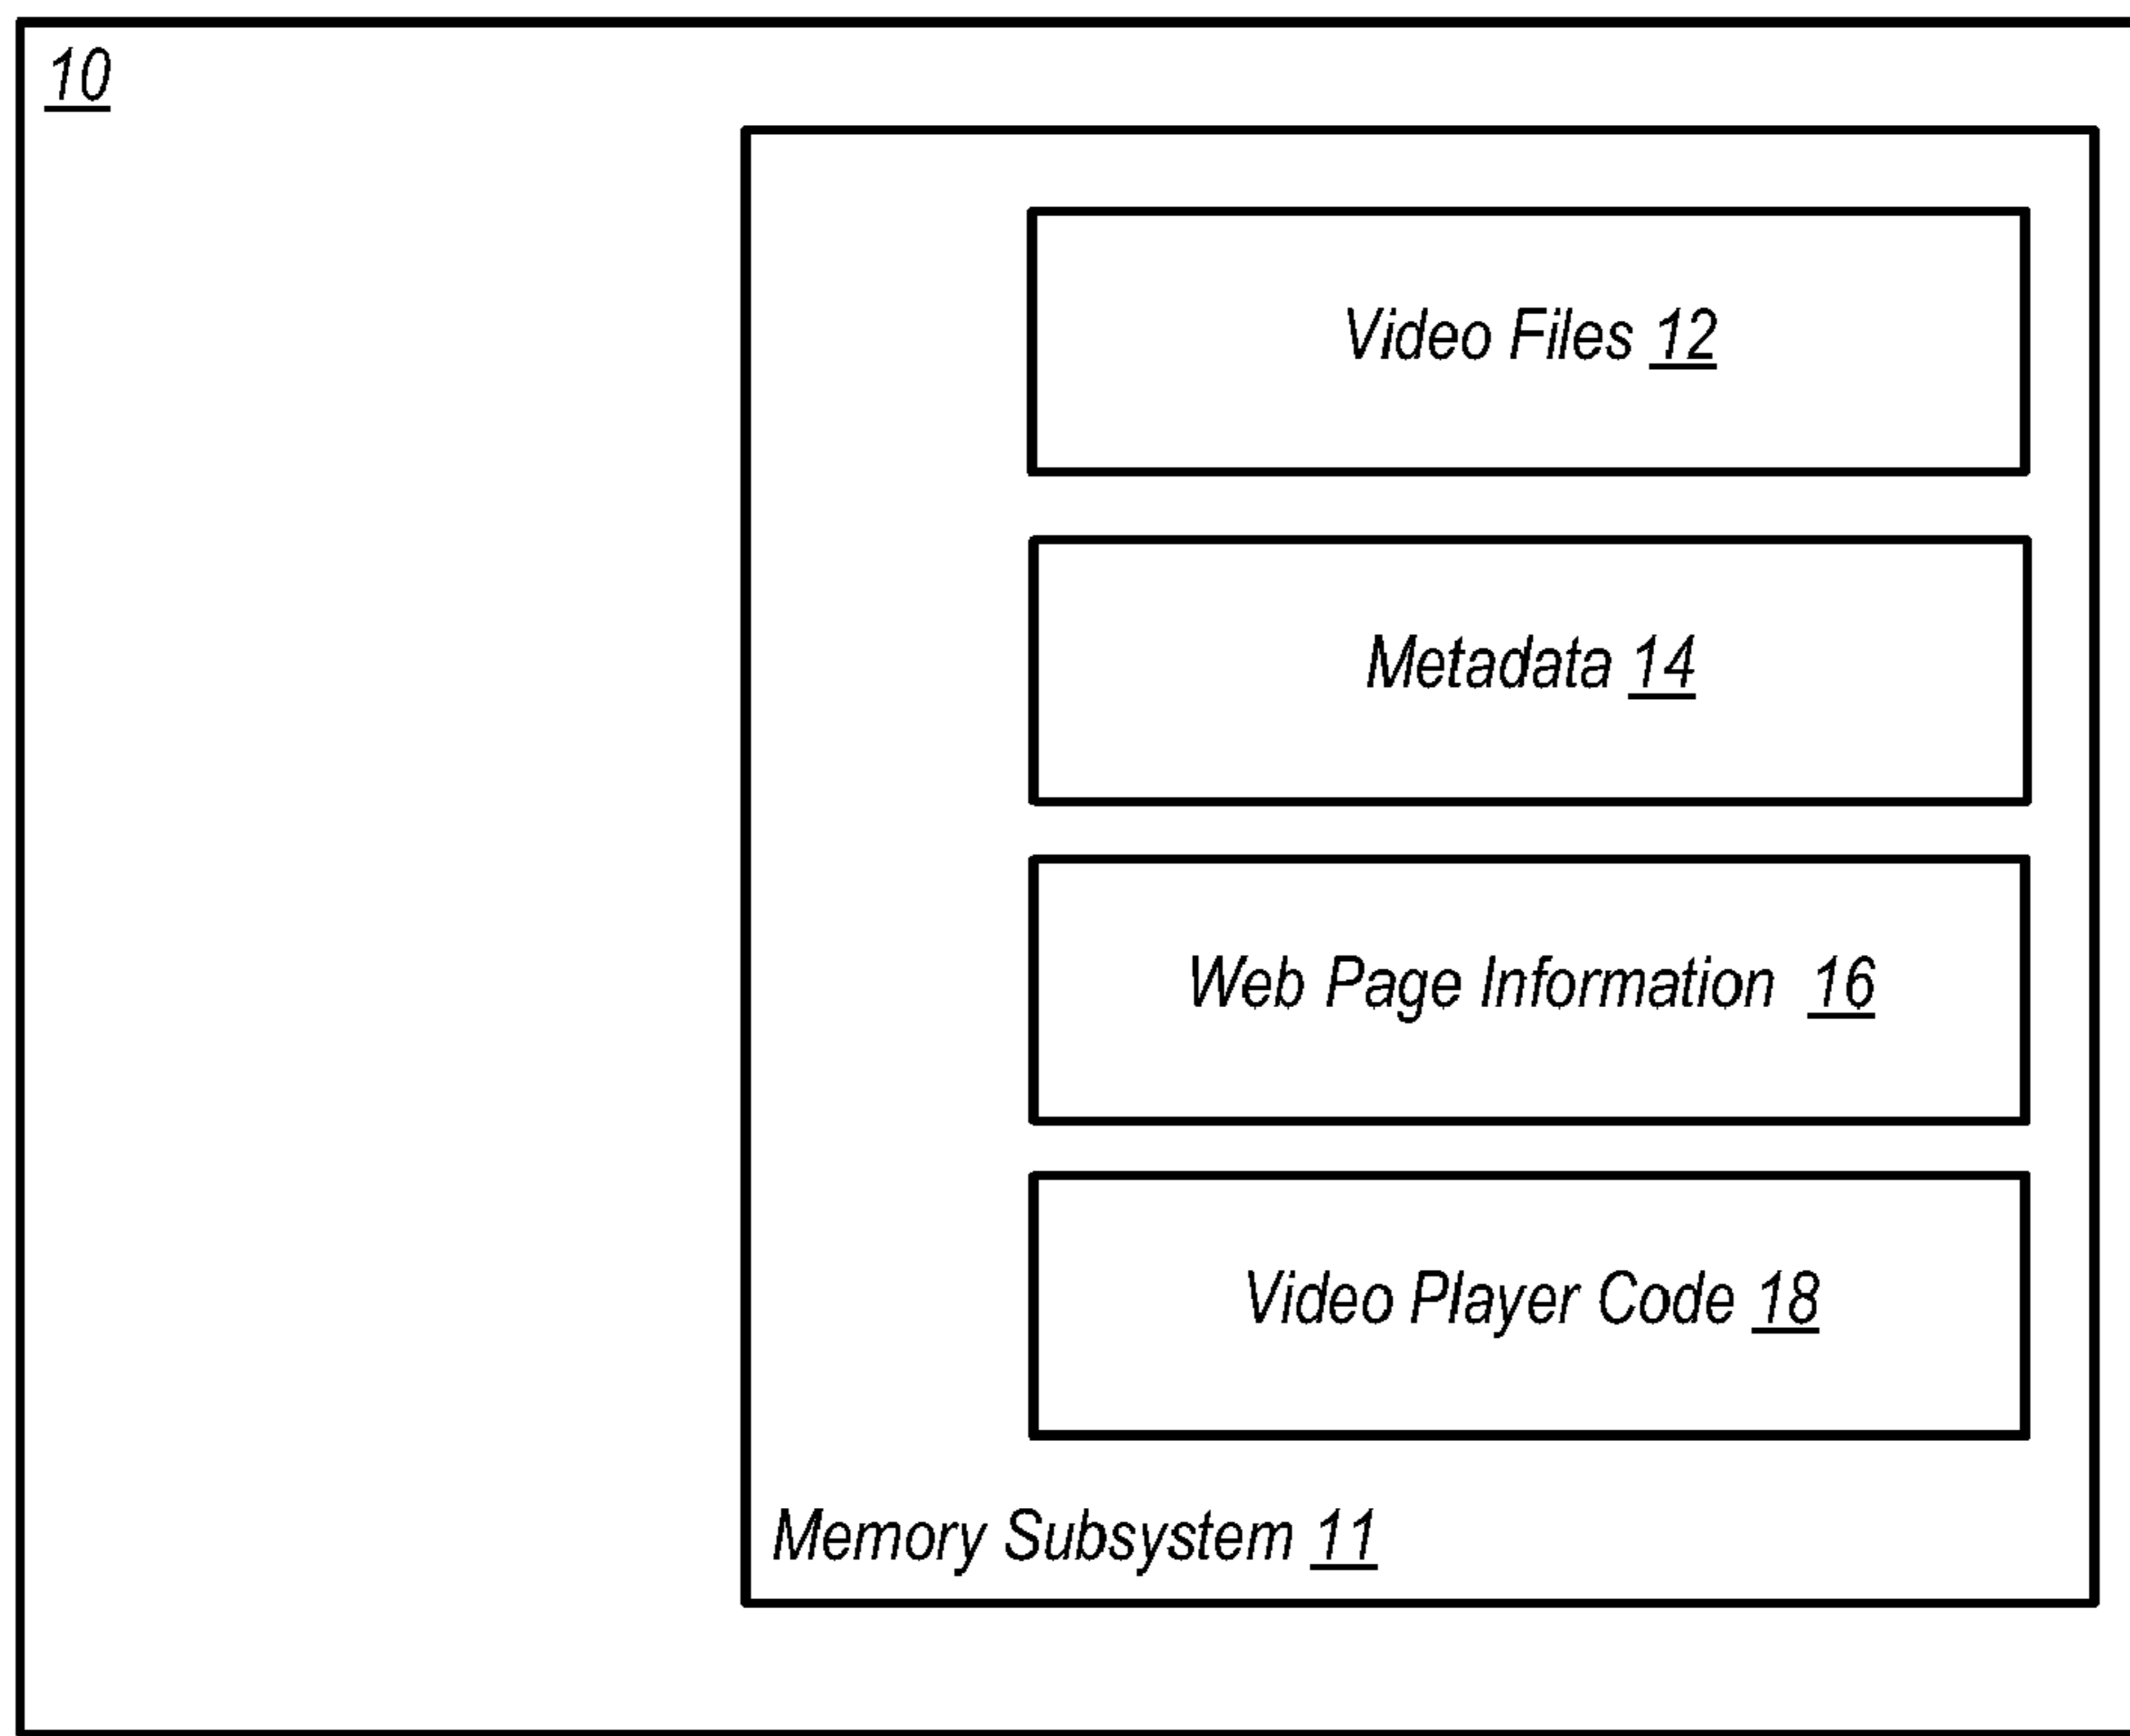 10
Video Files 12
Metadata 14
Web Page Information 16
Video Player Code 18
Memory Subsystem 11